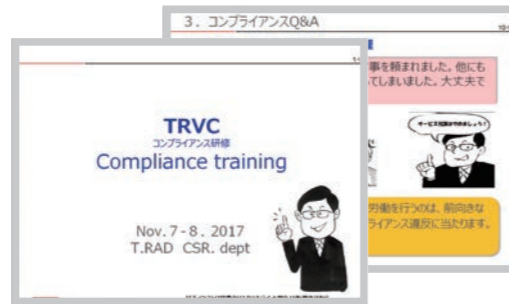 3. コンプライアンスQ&A
事を頼まれました。他にも
てしまいました。大丈夫で
サービス残業はやめましょう!
労働を行うのは、前向きな
ライアンス違反に当たります。
TRVC
コンプライアンス研修
Compliance training
Nov. 7 - 8. 2017
T.RAD CSR. dept